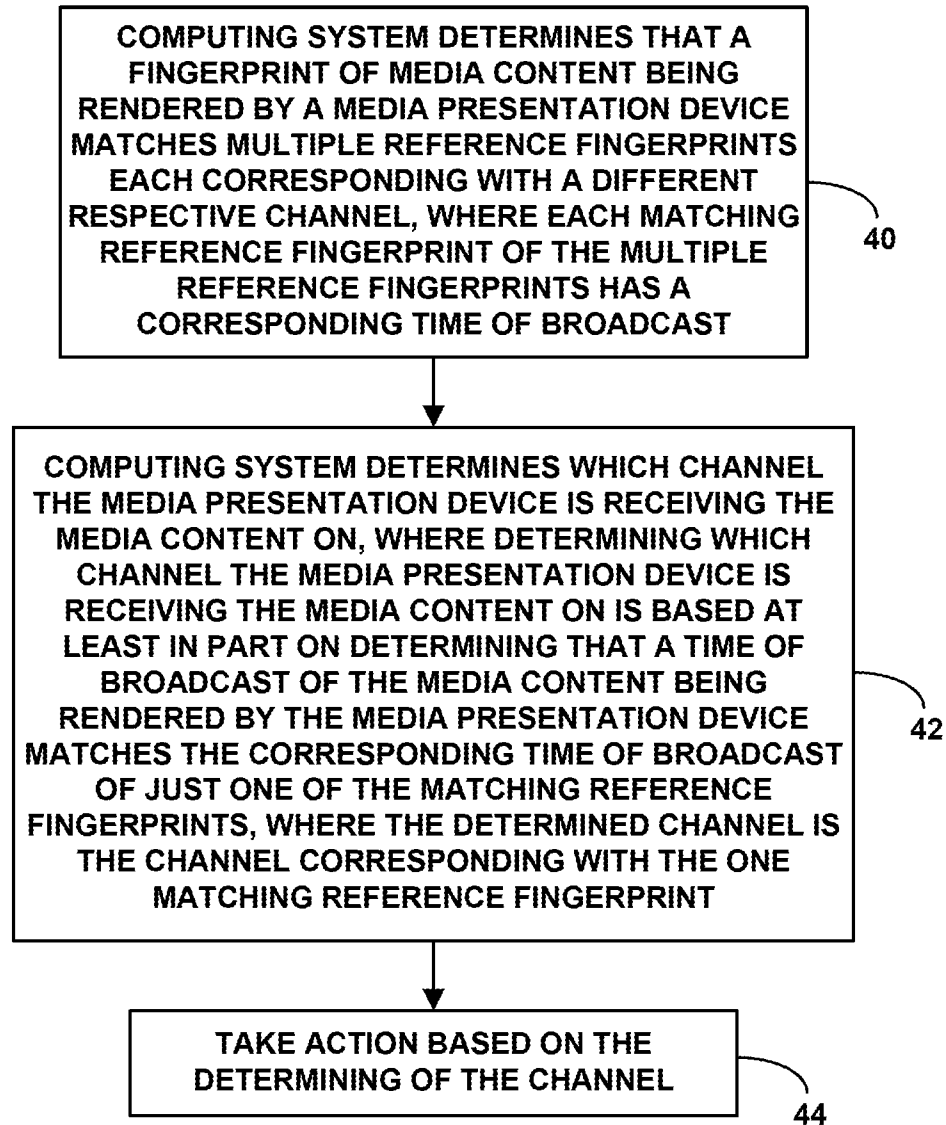 COMPUTING SYSTEM DETERMINES THAT A
FINGERPRINT OF MEDIA CONTENT BEING
RENDERED BY A MEDIA PRESENTATION DEVICE
MATCHES MULTIPLE REFERENCE FINGERPRINTS
EACH CORRESPONDING WITH A DIFFERENT
RESPECTIVE CHANNEL, WHERE EACH MATCHING
REFERENCE FINGERPRINT OF THE MULTIPLE
REFERENCE FINGERPRINTS HAS A
CORRESPONDING TIME OF BROADCAST
40
COMPUTING SYSTEM DETERMINES WHICH CHANNEL
THE MEDIA PRESENTATION DEVICE IS RECEIVING THE
MEDIA CONTENT ON, WHERE DETERMINING WHICH
CHANNEL THE MEDIA PRESENTATION DEVICE IS
RECEIVING THE MEDIA CONTENT ON IS BASED AT
LEAST IN PART ON DETERMINING THAT A TIME OF
BROADCAST OF THE MEDIA CONTENT BEING
RENDERED BY THE MEDIA PRESENTATION DEVICE
MATCHES THE CORRESPONDING TIME OF BROADCAST
OF JUST ONE OF THE MATCHING REFERENCE
FINGERPRINTS, WHERE THE DETERMINED CHANNEL IS
THE CHANNEL CORRESPONDING WITH THE ONE
MATCHING REFERENCE FINGERPRINT
42
TAKE ACTION BASED ON THE
DETERMINING OF THE CHANNEL
44